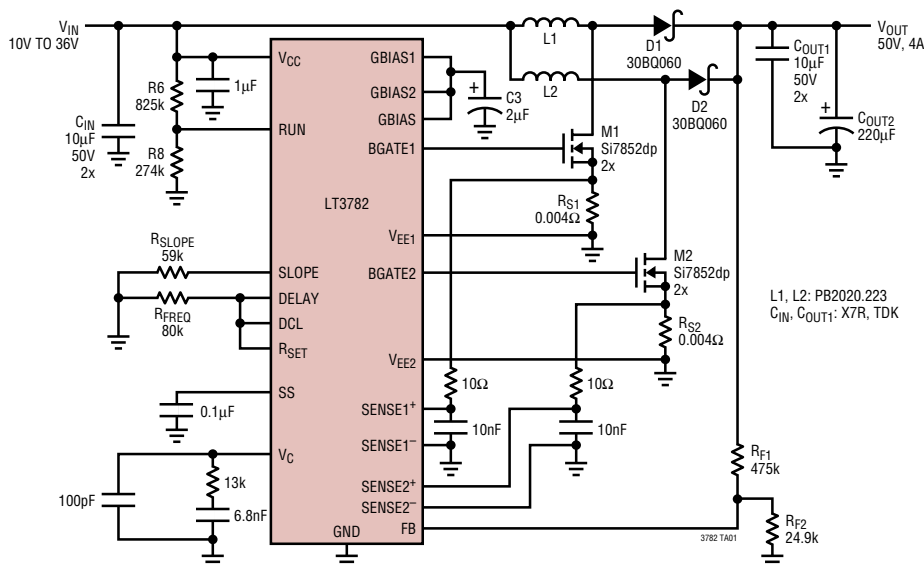 VIN
10V TO 36V
CIN
10µF
50V
2x
R6
825k
R8
274k
1µF
RSLOPE
59k
RFREQ
80k
0.1µF
100pF
13k
6.8nF
LT3782
VCC
RUN
SLOPE
DELAY
DCL
RSET
SS
VC
GND
GBIAS1
GBIAS2
GBIAS
BGATE1
VEE1
BGATE2
VEE2
SENSE1+
SENSE1–
SENSE2+
SENSE2–
FB
+
C3
2µF
L1
L2
D1
30BQ060
D2
30BQ060
M1
Si7852dp
2x
RS1
0.004Ω
M2
Si7852dp
2x
RS2
0.004Ω
10Ω
10nF
10Ω
10nF
VOUT
50V, 4A
COUT1
10µF
50V
2x
+
COUT2
220µF
L1, L2: PB2020.223
CIN, COUT1: X7R, TDK
RF1
475k
RF2
24.9k
3782 TA01